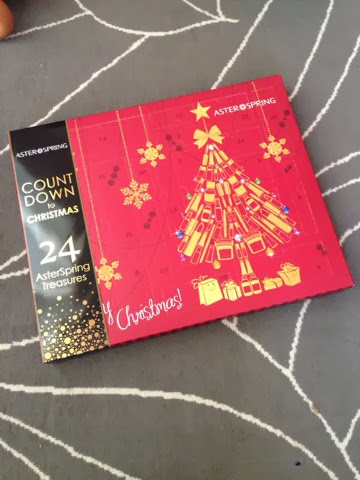 ASTER SPRING
COUNT
DOWN
to
CHRISTMAS
24
AsterSpring
Treasures
ASTER SPRING
y Christmas!